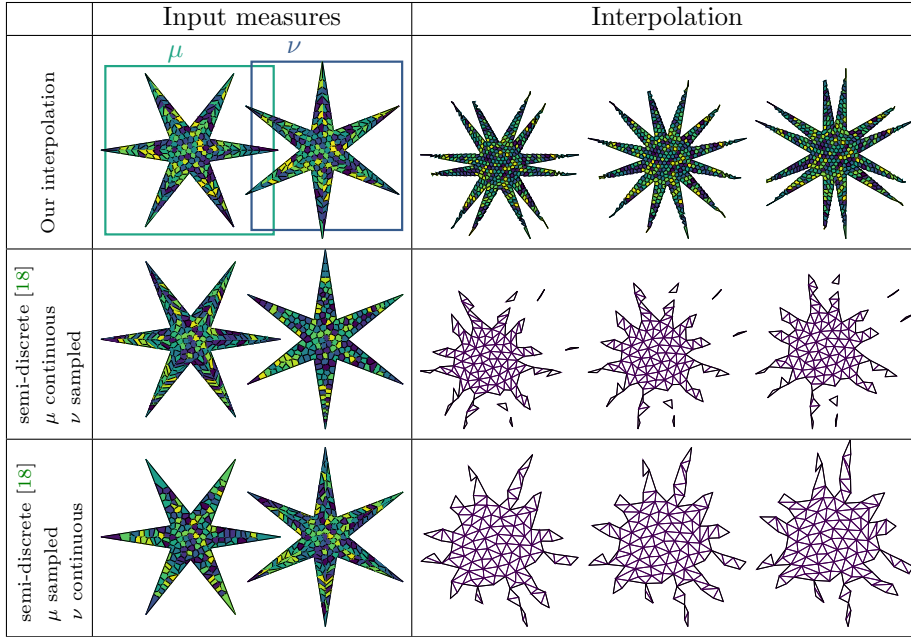 Input measures
Interpolation
Our interpolation
μ
ν
semi-discrete [18]
μ continuous
ν sampled
semi-discrete [18]
μ sampled
ν continuous